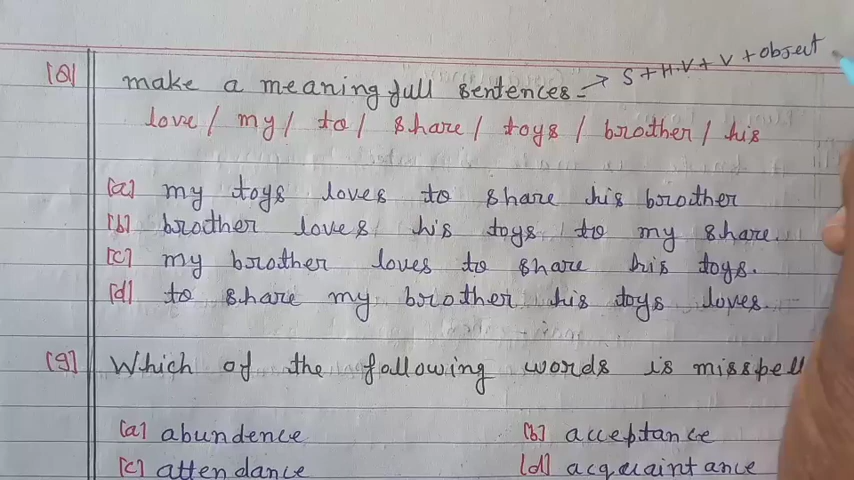 [8] make a meaning full sentences → S + H.V + V + object
love / my / to / share / toys / brother / his
[a] my toys loves to share his brother
[b] brother loves his toys to my share.
[c] my brother loves to share his toys.
[d] to share my brother his toys loves.
[9] Which of the following words is misspell
[a] abundence [b] acceptance
[c] attendance [d] acquaintance